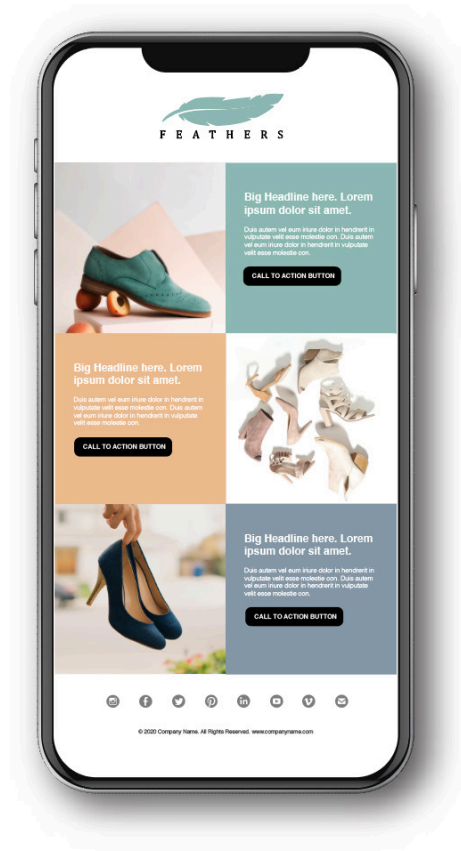 FEATHERS
Big Headline here. Lorem
ipsum dolor sit amet.
Duis autem vel eum iriure dolor in hendrerit in
vulputate velit esse molestie con. Duis autem
vel eum iriure dolor in hendrerit in vulputate
velit esse molestie con.
CALL TO ACTION BUTTON
Big Headline here. Lorem
ipsum dolor sit amet.
Duis autem vel eum iriure dolor in hendrerit in
vulputate velit esse molestie con. Duis autem
vel eum iriure dolor in hendrerit in vulputate
velit esse molestie con.
CALL TO ACTION BUTTON
Big Headline here. Lorem
ipsum dolor sit amet.
Duis autem vel eum iriure dolor in hendrerit in
vulputate velit esse molestie con. Duis autem
vel eum iriure dolor in hendrerit in vulputate
velit esse molestie con.
CALL TO ACTION BUTTON
© 2020 Company Name. All Rights Reserved. www.companyname.com